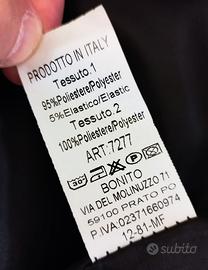 PRODOTTO IN ITALY
Tessuto.1
95%Poliestere/Polyester
5%Elastico/Elastic
Tessuto.2
100%Poliestere/Polyester
ART:7277
30°
BONITO
VIA DEL MOLINUZZO 71
59100 PRATO PO
P.IVA:02371660974
12-81-MF
subito